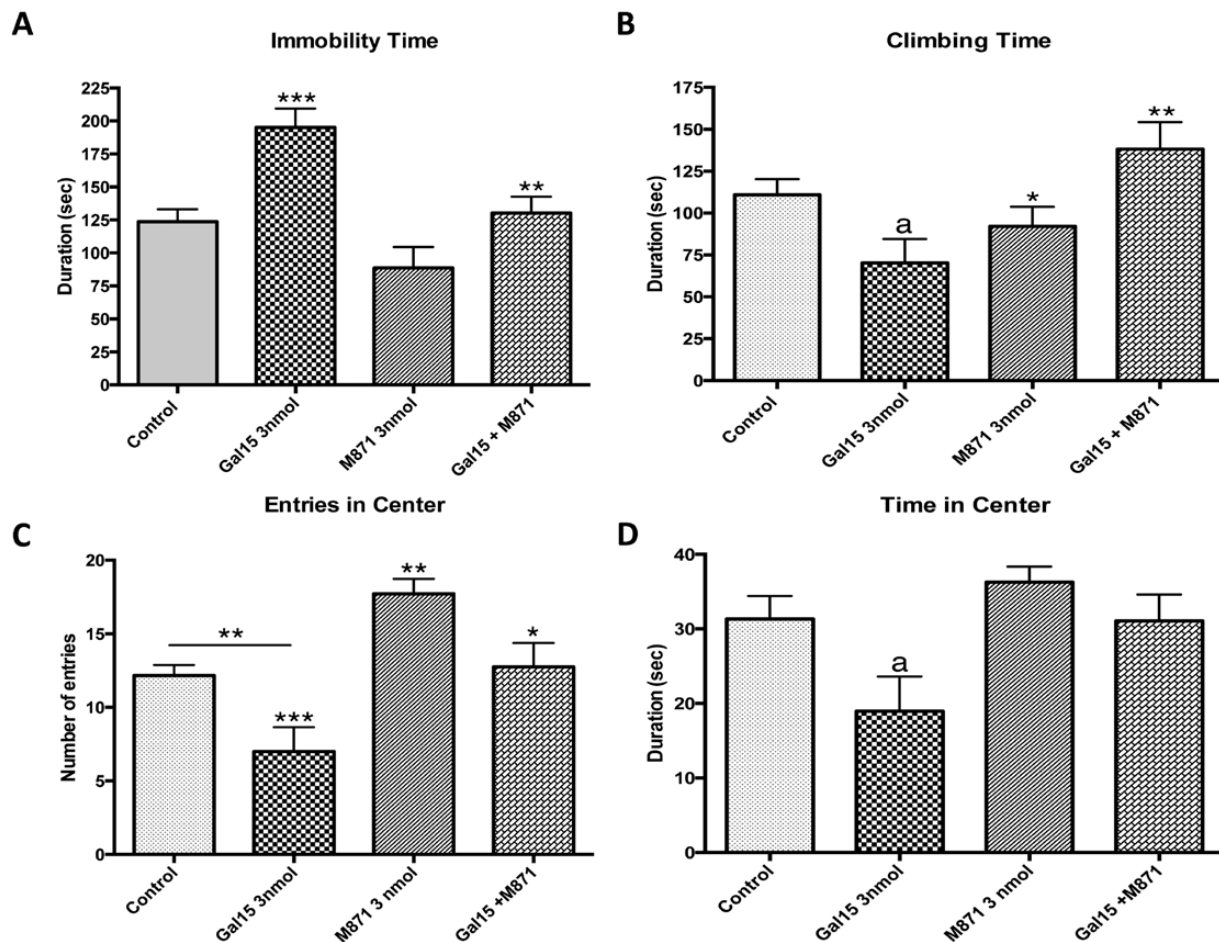 A
Immobility Time
Duration (sec)
225
200
175
150
125
100
75
50
25
0
***
**
Control
Gal15 3nmol
M871 3nmol
Gal15 + M871
B
Climbing Time
Duration (sec)
175
150
125
100
75
50
25
0
a
*
**
Control
Gal15 3nmol
M871 3nmol
Gal15 + M871
C
Entries in Center
Number of entries
20
15
10
5
0
**
***
**
*
Control
Gal15 3nmol
M871 3 nmol
Gal15 +M871
D
Time in Center
Duration (sec)
40
30
20
10
0
a
Control
Gal15 3nmol
M871 3 nmol
Gal15 +M871